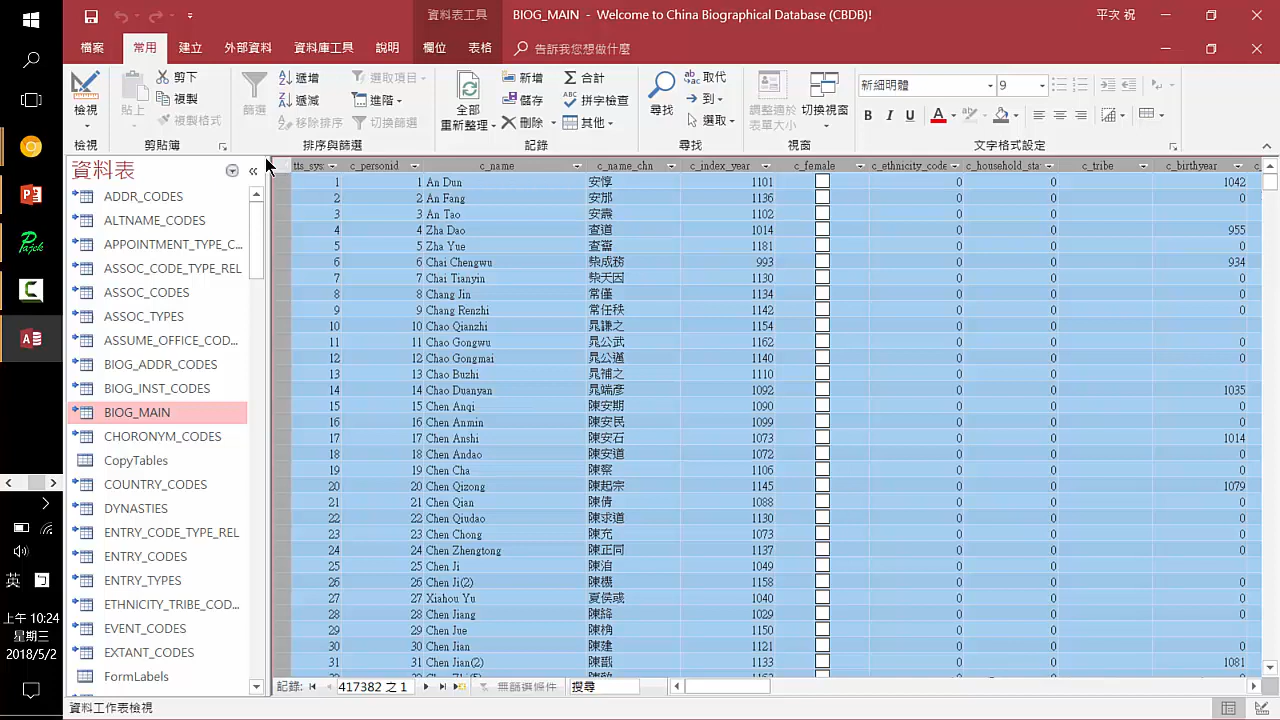 BIOG_MAIN - Welcome to China Biographical Database (CBDB)!
資料表工具
平次 祝
檔案 常用 建立 外部資料 資料庫工具 說明 欄位 表格 告訴我您想做什麼
檢視 貼上 剪下 複製 複製格式
篩選 遞增 遞減 移除排序 選取項目 進階 切換篩選
全部重新整理 新增 儲存 刪除 合計 拼字檢查 其他
尋找 取代 到 選取
調整適於表單大小 切換視窗
新細明體 9
B I U A
檢視 剪貼簿 排序與篩選 記錄 尋找 視窗 文字格式設定
資料表
ADDR_CODES
ALTNAME_CODES
APPOINTMENT_TYPE_C...
ASSOC_CODE_TYPE_REL
ASSOC_CODES
ASSOC_TYPES
ASSUME_OFFICE_COD...
BIOG_ADDR_CODES
BIOG_INST_CODES
BIOG_MAIN
CHORONYM_CODES
CopyTables
COUNTRY_CODES
DYNASTIES
ENTRY_CODE_TYPE_REL
ENTRY_CODES
ENTRY_TYPES
ETHNICITY_TRIBE_COD...
EVENT_CODES
EXTANT_CODES
FormLabels
tts_sys c_personid c_name c_name_chn c_index_year c_female c_ethnicity_code c_household_sta c_tribe c_birthyear
1 1 An Dun 安惇 1101 0 0 1042
2 2 An Fang 安邡 1136 0 0 0
3 3 An Tao 安燾 1102 0 0
4 4 Zha Dao 查道 1014 0 0 955
5 5 Zha Yue 查籥 1181 0 0 0
6 6 Chai Chengwu 柴成務 993 0 0 934
7 7 Chai Tianyin 柴天因 1130 0 0 0
8 8 Chang Jin 常僅 1134 0 0 0
9 9 Chang Renzhi 常任秩 1142 0 0 0
10 10 Chao Qianzhi 晁謙之 1154 0 0
11 11 Chao Gongwu 晁公武 1162 0 0 0
12 12 Chao Gongmai 晁公邁 1140 0 0 0
13 13 Chao Buzhi 晁補之 1110 0 0 0
14 14 Chao Duanyan 晁端彥 1092 0 0 1035
15 15 Chen Anqi 陳安期 1090 0 0 0
16 16 Chen Anmin 陳安民 1099 0 0 0
17 17 Chen Anshi 陳安石 1073 0 0 1014
18 18 Chen Andao 陳安道 1072 0 0 0
19 19 Chen Cha 陳察 1106 0 0 0
20 20 Chen Qizong 陳起宗 1145 0 0 1079
21 21 Chen Qian 陳倩 1088 0 0 0
22 22 Chen Qiudao 陳求道 1130 0 0 0
23 23 Chen Chong 陳充 1073 0 0 0
24 24 Chen Zhengtong 陳正同 1137 0 0 0
25 25 Chen Ji 陳洎 1049 0 0
26 26 Chen Ji(2) 陳機 1158 0 0 0
27 27 Xiahou Yu 夏侯彧 1040 0 0 0
28 28 Chen Jiang 陳絳 1029 0 0 0
29 29 Chen Jue 陳桷 1150 0 0 0
30 30 Chen Jian 陳建 1121 0 0 0
31 31 Chen Jian(2) 陳戩 1133 0 0 1081
記錄: 417382 之 1 無篩選條件 搜尋
資料工作表檢視
Pajek
英
上午 10:24
星期三
2018/5/2